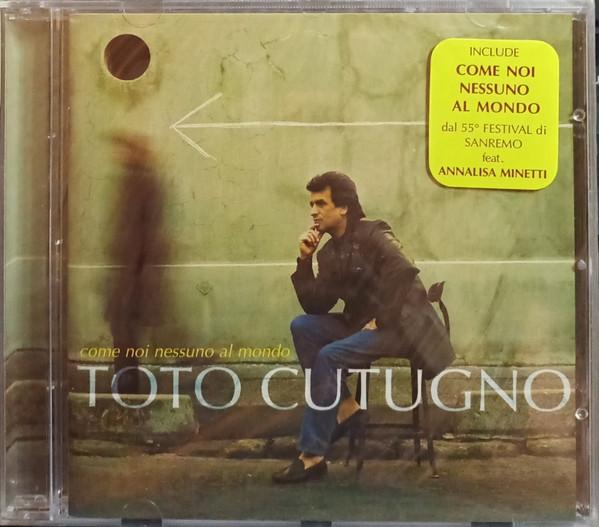 INCLUDE
COME NOI
NESSUNO
AL MONDO
dal 55° FESTIVAL di
SANREMO
feat.
ANNALISA MINETTI
come noi nessuno al mondo
TOTO CUTUGNO